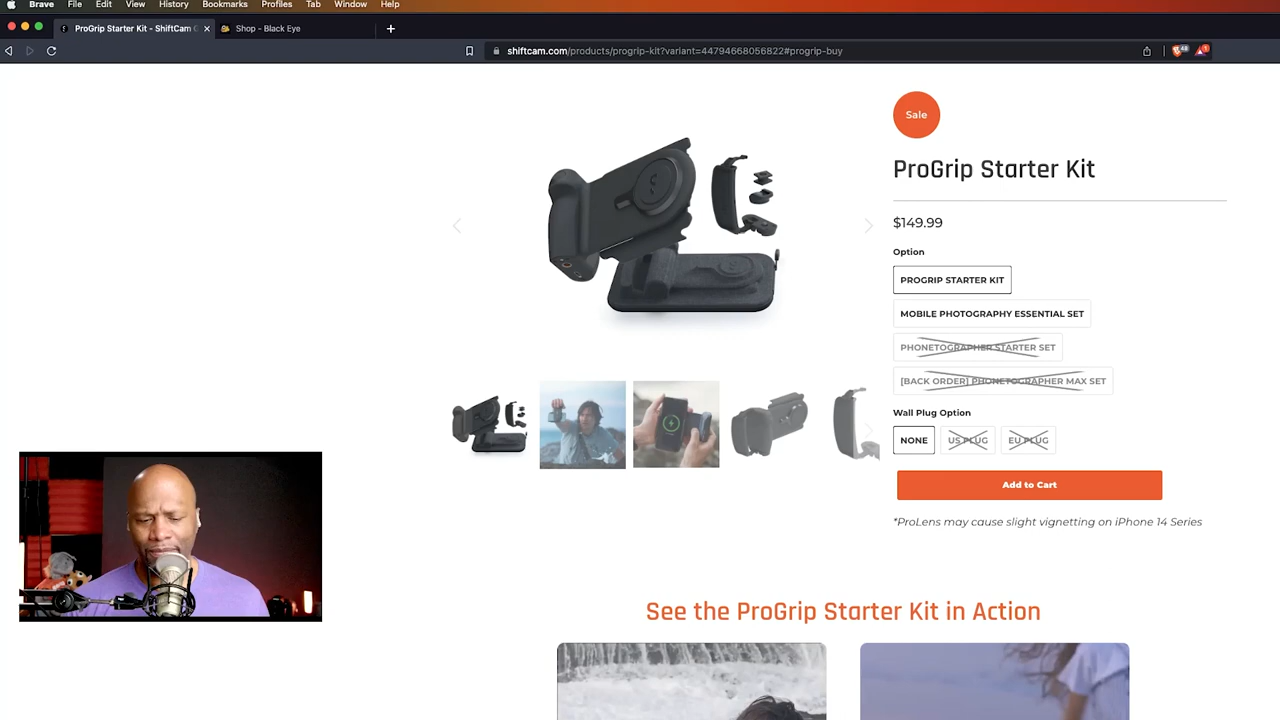 Brave File Edit View History Bookmarks Profiles Tab Window Help
ProGrip Starter Kit - ShiftCam
Shop - Black Eye
shiftcam.com/products/progrip-kit?variant=44794668056822#progrip-buy
48
1
Sale
ProGrip Starter Kit
$149.99
Option
PROGRIP STARTER KIT
MOBILE PHOTOGRAPHY ESSENTIAL SET
PHONETOGRAPHER STARTER SET
[BACK ORDER] PHONETOGRAPHER MAX SET
Wall Plug Option
NONE US PLUG EU PLUG
Add to Cart
*ProLens may cause slight vignetting on iPhone 14 Series
See the ProGrip Starter Kit in Action